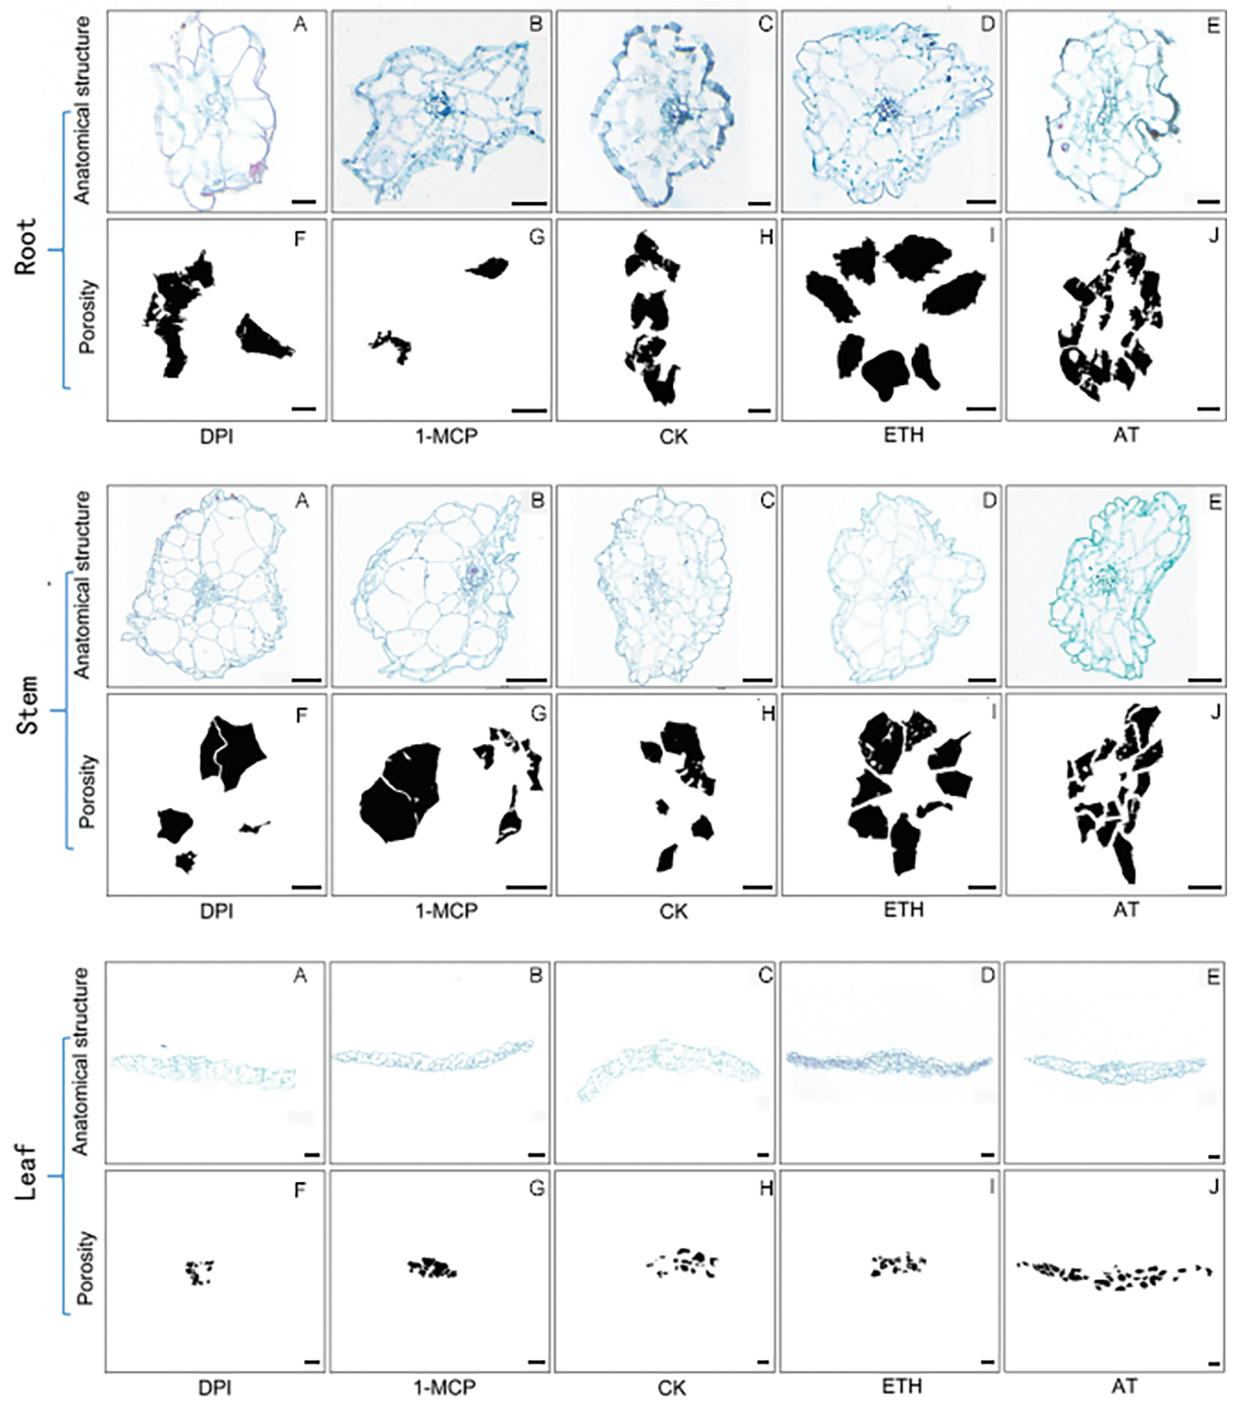 Root
Anatomical structure
A
B
C
D
E
Porosity
F
G
H
I
J
DPI
1-MCP
CK
ETH
AT
Stem
Anatomical structure
A
B
C
D
E
Porosity
F
G
H
I
J
DPI
1-MCP
CK
ETH
AT
Leaf
Anatomical structure
A
B
C
D
E
Porosity
F
G
H
I
J
DPI
1-MCP
CK
ETH
AT